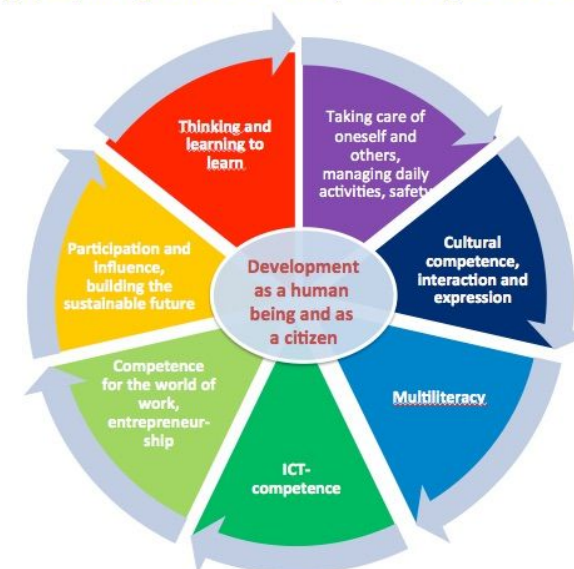 Thinking and
learning to
learn
Taking care of
oneself and
others,
managing daily
activities, safety
Cultural
competence,
interaction and
expression
Multiliteracy
ICT-
competence
Competence
for the world of
work,
entrepreneur-
ship
Participation and
influence,
building the
sustainable future
Development
as a human
being and as
a citizen